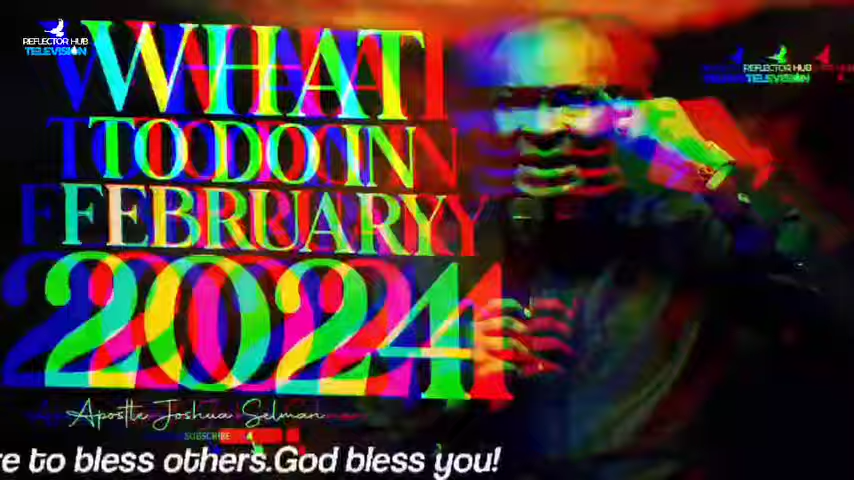 REFLECTOR HUB
TELEVISION
WHAT
TO DO IN
FEBRUARY
2024
REFLECTOR HUB
TELEVISION
Apostle Joshua Selman
SUBSCRIBE
re to bless others.God bless you!